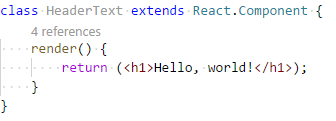 class HeaderText extends React.Component {
4 references
    render() {
        return (<h1>Hello, world!</h1>);
    }
}